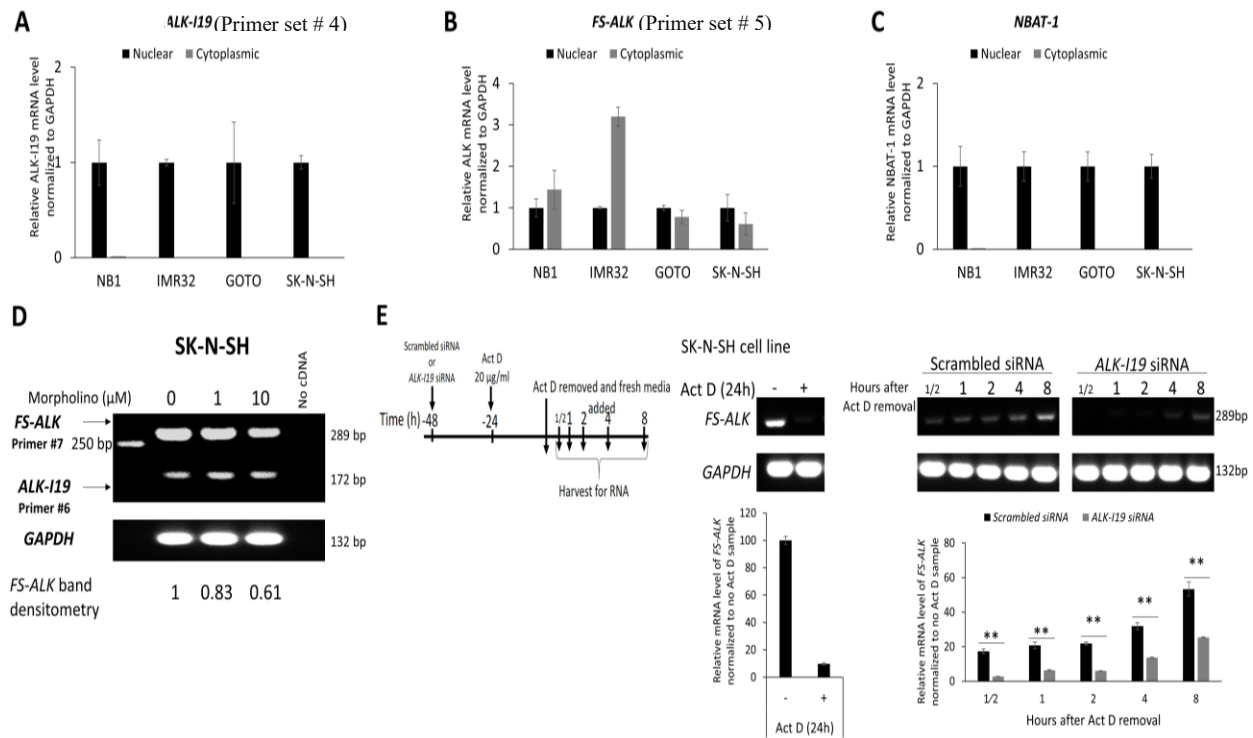 A
ALK-I19 (Primer set # 4)
Nuclear Cytoplasmic
Relative ALK-I19 mRNA level
normalized to GAPDH
2
1
0
NB1 IMR32 GOTO SK-N-SH
B
FS-ALK (Primer set # 5)
Nuclear Cytoplasmic
Relative ALK mRNA level
normalized to GAPDH
4
3
2
1
0
NB1 IMR32 GOTO SK-N-SH
C
NBAT-1
Nuclear Cytoplasmic
Relative NBAT-1 mRNA level
normalized to GAPDH
2
1
0
NB1 IMR32 GOTO SK-N-SH
D
SK-N-SH
Morpholino (µM) 0 1 10 No cDNA
FS-ALK
Primer #7 250 bp 289 bp
ALK-I19 172 bp
Primer #6
GAPDH 132 bp
FS-ALK band
densitometry 1 0.83 0.61
E
Scrambled siRNA
or
ALK-I19 siRNA
Act D
20 µg/ml
Act D removed and fresh media
added
Time (h) -48 -24 1/2 1 2 4 8
Harvest for RNA
SK-N-SH cell line
Act D (24h) - +
FS-ALK
GAPDH
Relative mRNA level of FS-ALK
normalized to no Act D sample
120
100
80
60
40
20
0
- +
Act D (24h)
Scrambled siRNA ALK-I19 siRNA
Hours after
Act D removal
1/2 1 2 4 8 1/2 1 2 4 8
289bp
132bp
Scrambled siRNA ALK-I19 siRNA
Relative mRNA level of FS-ALK
normalized to no Act D sample
80
60
40
20
0
** ** ** ** **
1/2 1 2 4 8
Hours after Act D removal